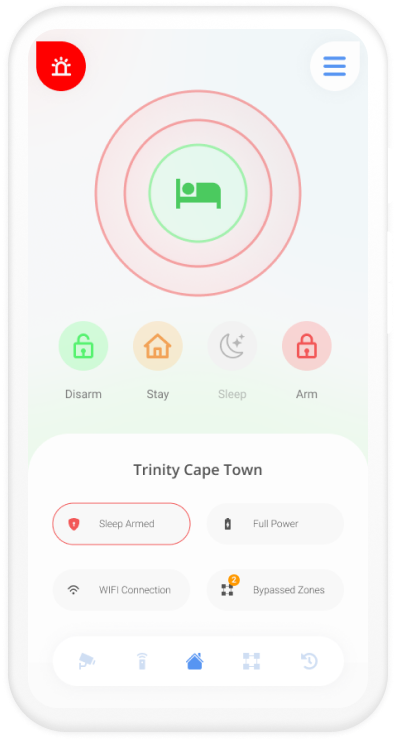 Disarm Stay Sleep Arm
Trinity Cape Town
Sleep Armed Full Power
2
WIFI Connection Bypassed Zones